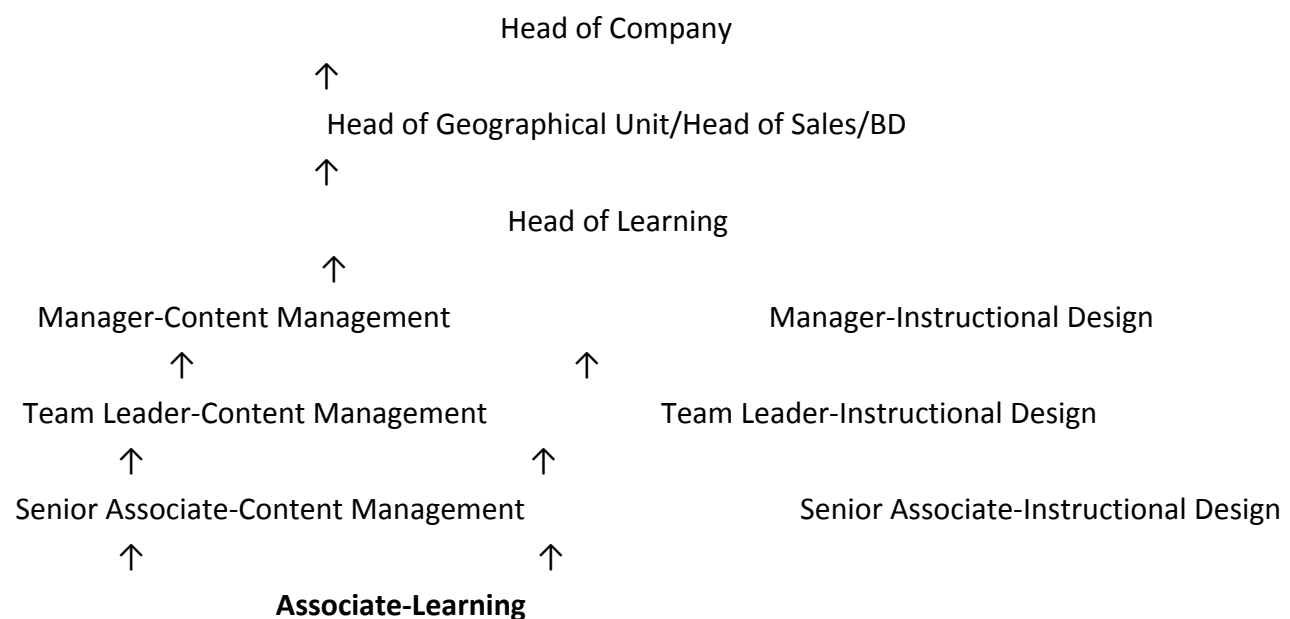 Head of Company
↑
Head of Geographical Unit/Head of Sales/BD
↑
Head of Learning
↑
Manager-Content Management Manager-Instructional Design
↑ ↑
Team Leader-Content Management Team Leader-Instructional Design
↑ ↑
Senior Associate-Content Management Senior Associate-Instructional Design
↑ ↑
Associate-Learning